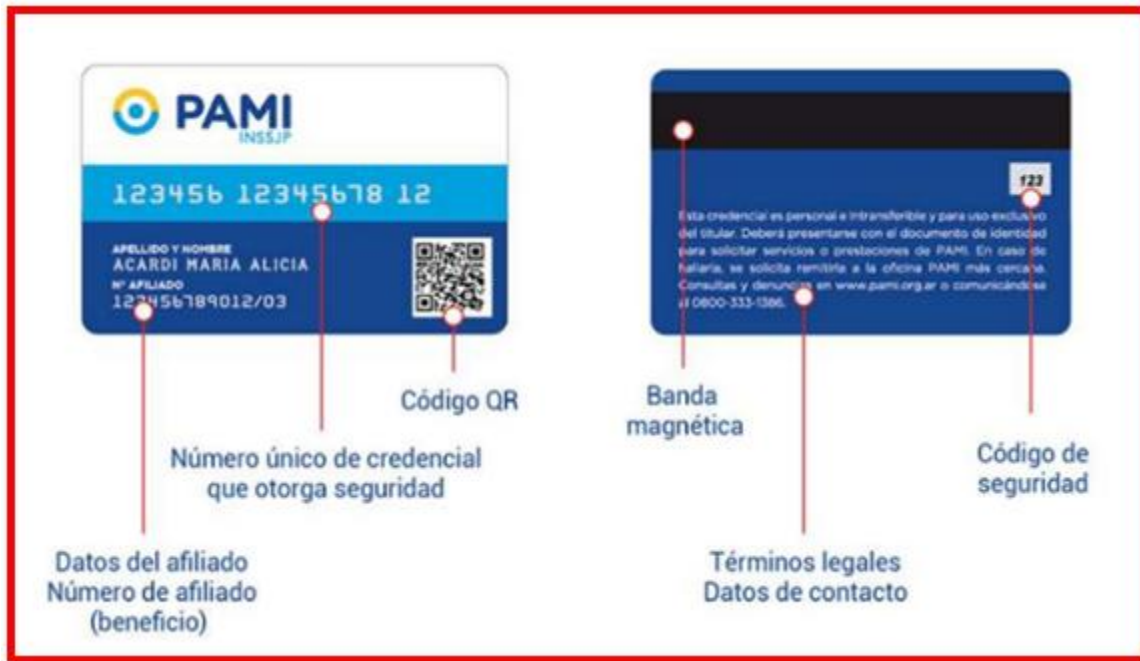 PAMI
INSSJP
123456 12345678 12
APELLIDO Y NOMBRE
ACARDI MARIA ALICIA
Nº AFILIADO
123456789012/03
Código QR
Número único de credencial
que otorga seguridad
Datos del afiliado
Número de afiliado
(beneficio)
123
Esta credencial es personal e intransferible y para uso exclusivo
del titular. Deberá presentarse con el documento de identidad
para solicitar servicios o prestaciones de PAMI. En caso de
hallarla, se solicita remitirla a la oficina PAMI más cercana.
Consultas y denuncias en www.pami.org.ar o comunicándose
al 0800-333-1386.
Banda
magnética
Código de
seguridad
Términos legales
Datos de contacto